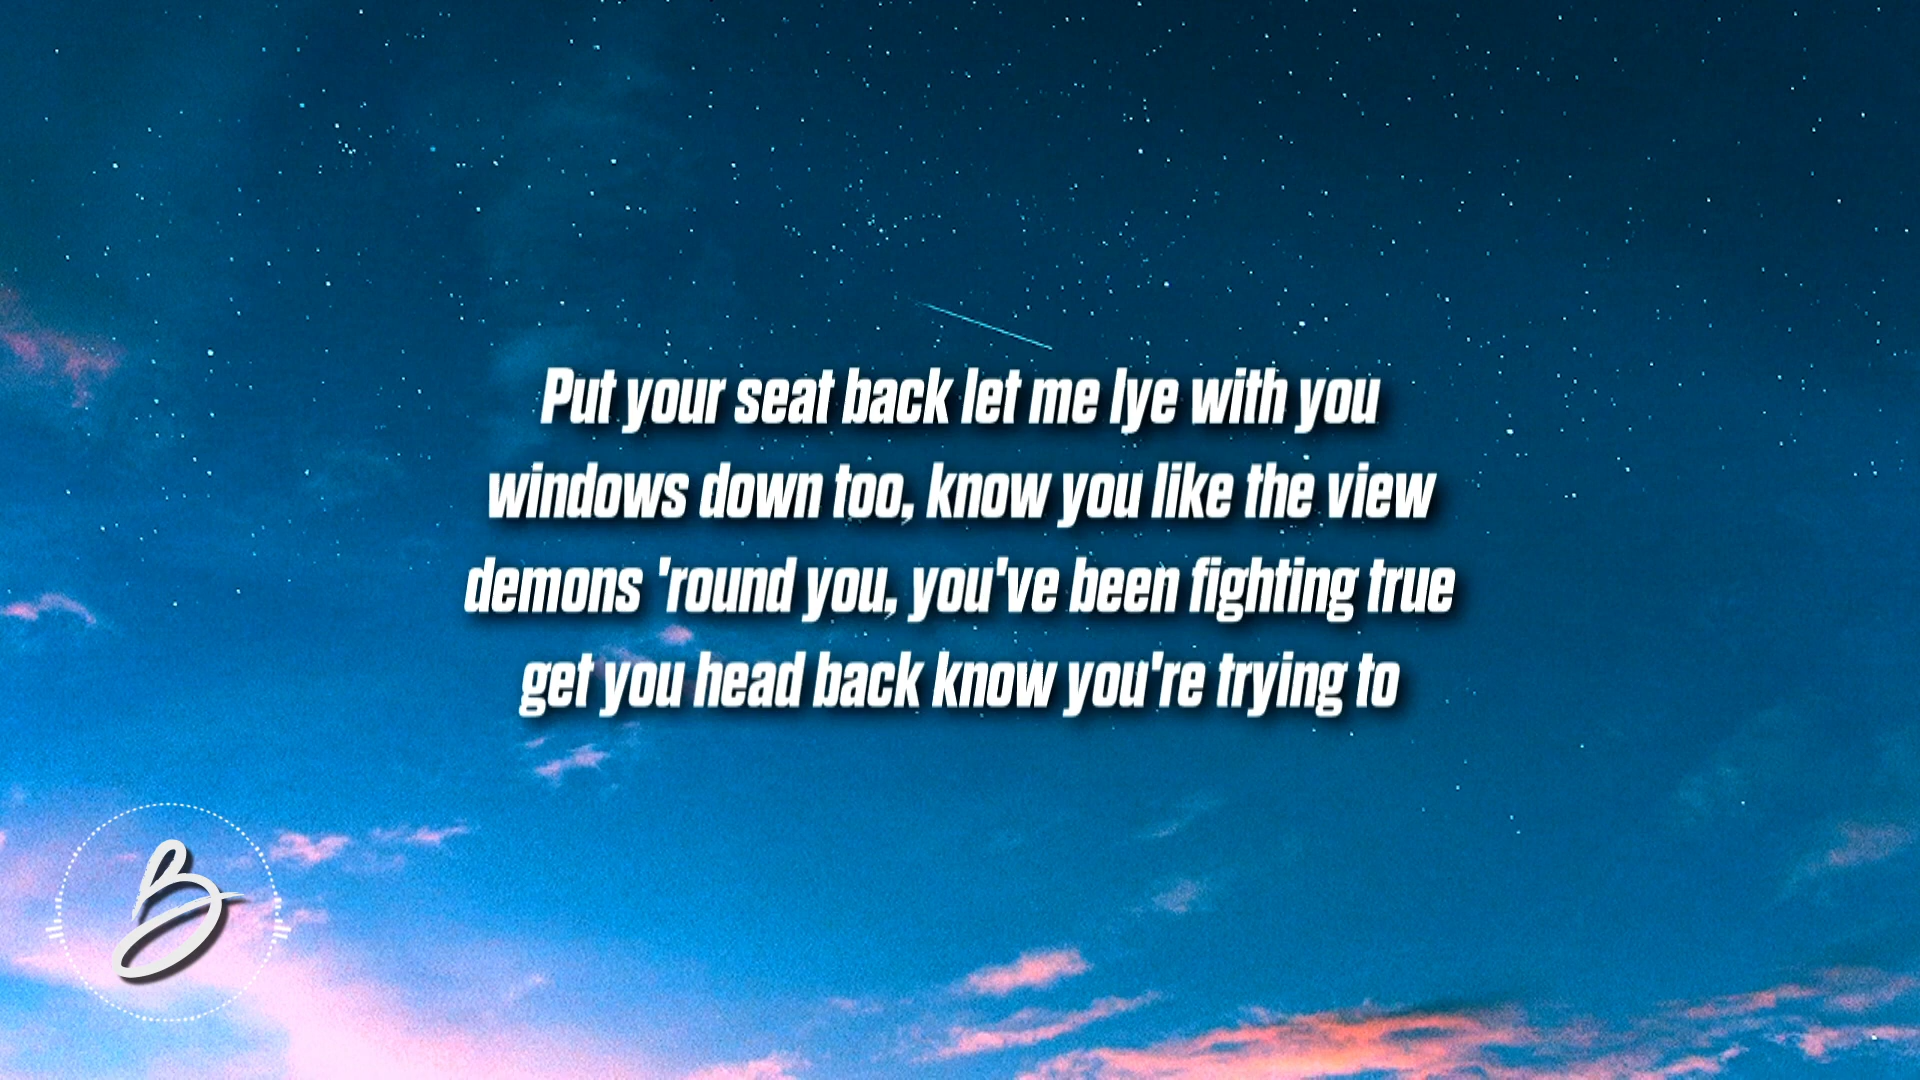 Put your seat back let me lye with you
windows down too, know you like the view
demons 'round you, you've been fighting true
get you head back know you're trying to
B